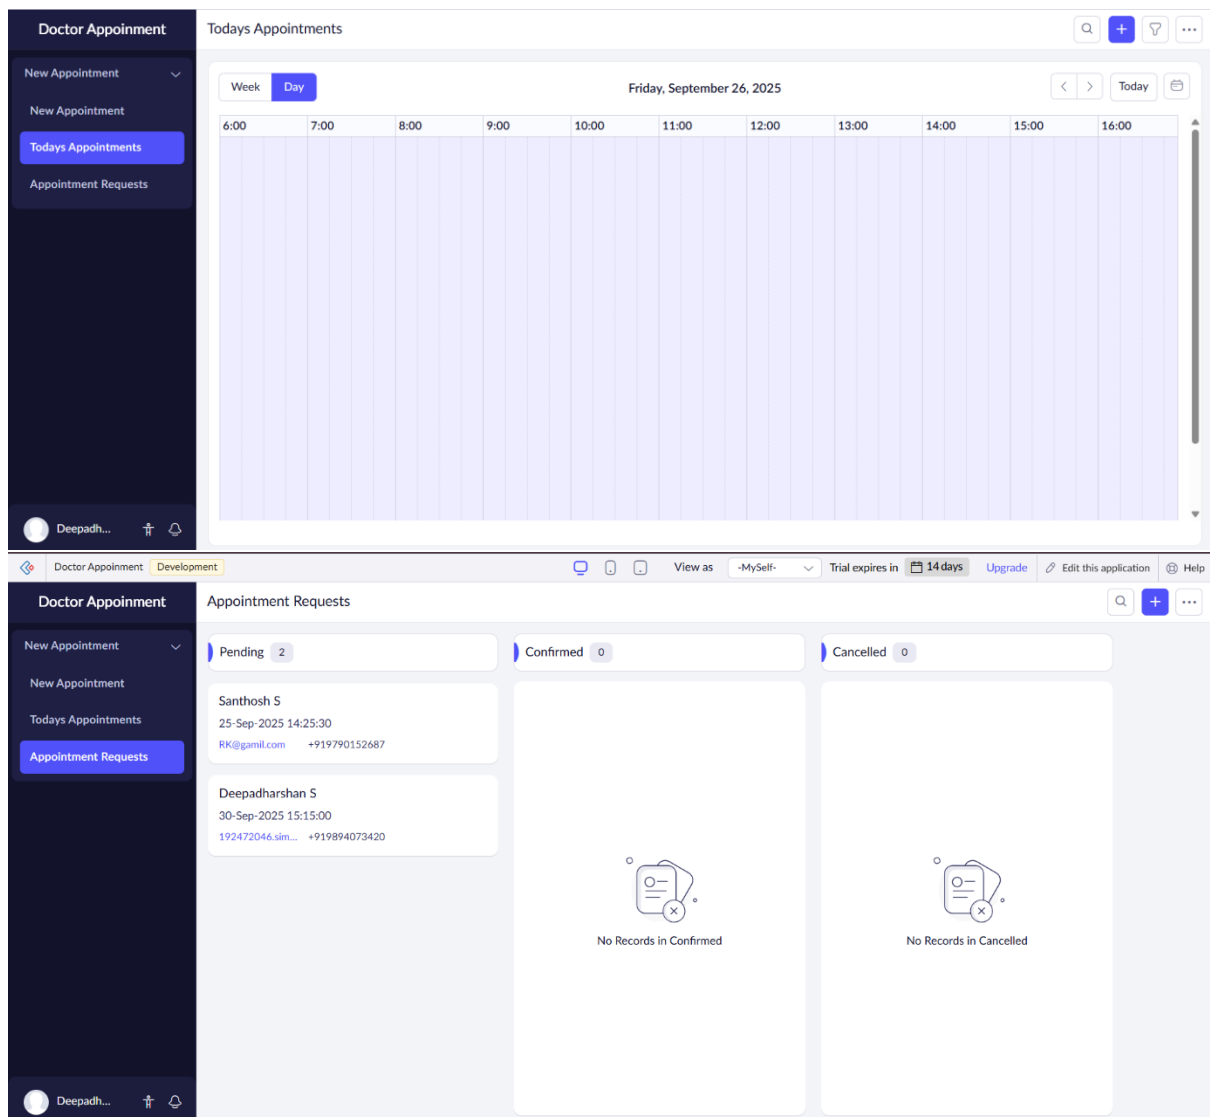 Doctor Appoinment
Todays Appointments
New Appointment
New Appointment
Todays Appointments
Appointment Requests
Week Day
Friday, September 26, 2025
Today
6:00 7:00 8:00 9:00 10:00 11:00 12:00 13:00 14:00 15:00 16:00
Deepadh...
Doctor Appoinment Development
View as -MySelf- Trial expires in 14 days Upgrade Edit this application Help
Doctor Appoinment
Appointment Requests
New Appointment
New Appointment
Todays Appointments
Appointment Requests
Pending 2
Confirmed 0
Cancelled 0
Santhosh S
25-Sep-2025 14:25:30
RK@gamil.com +919790152687
Deepadharshan S
30-Sep-2025 15:15:00
192472046.sim... +919894073420
No Records in Confirmed
No Records in Cancelled
Deepadh...